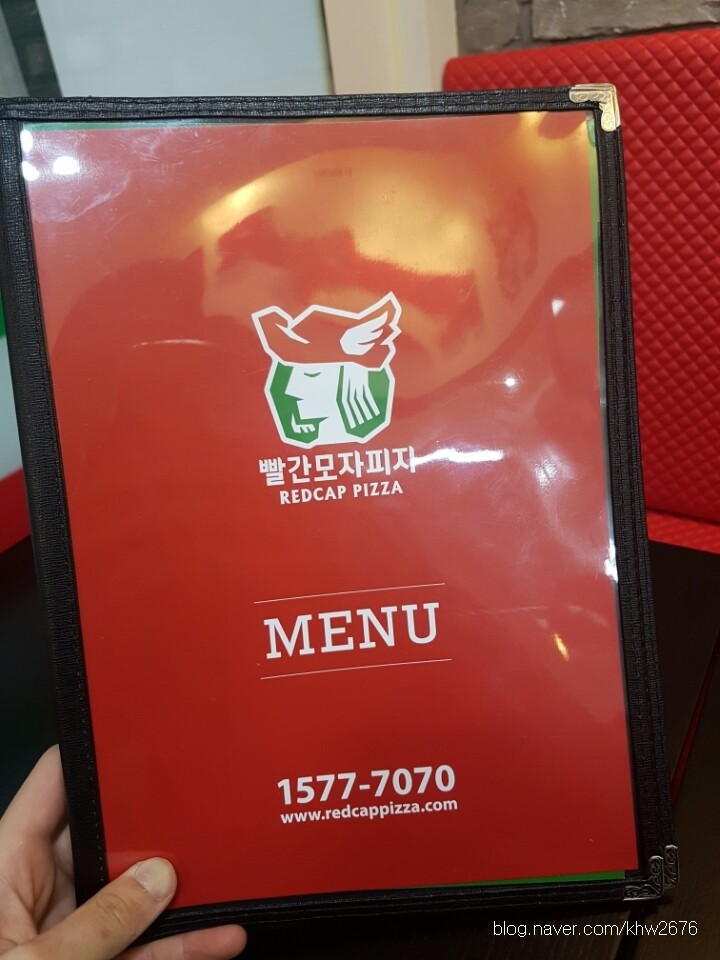 빨간모자피자
REDCAP PIZZA
MENU
1577-7070
www.redcappizza.com
blog.naver.com/khw2676